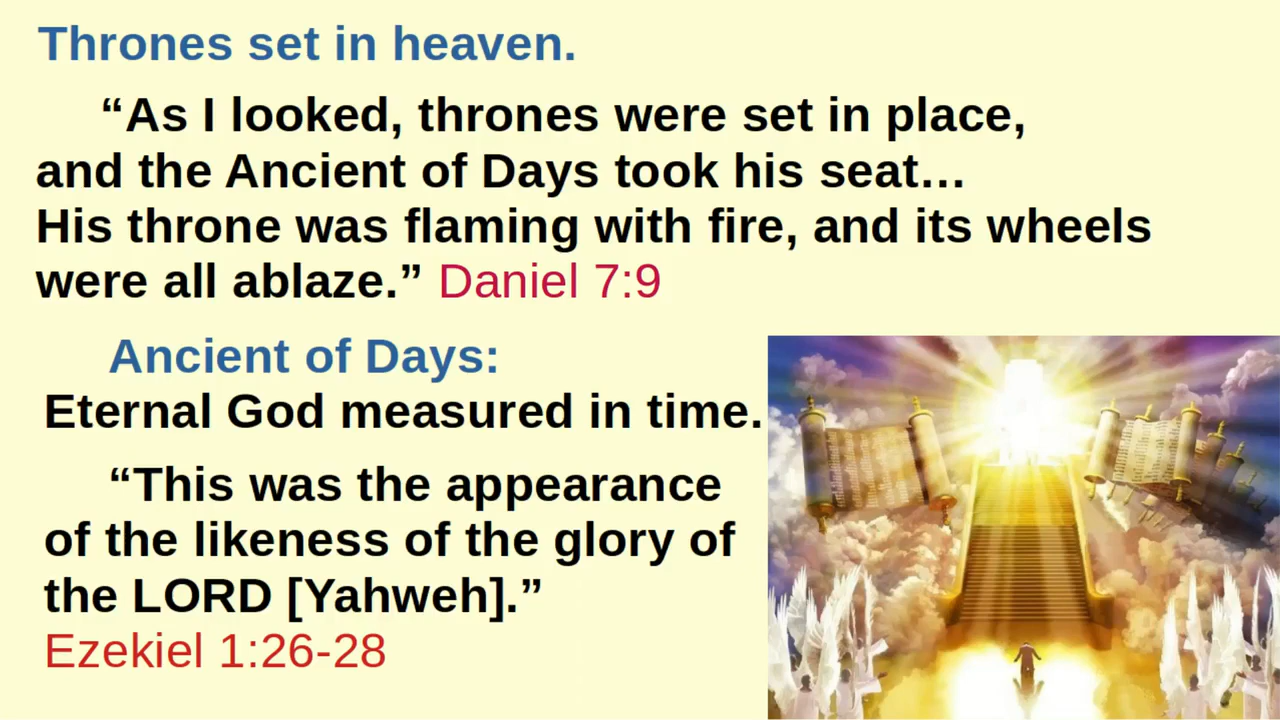 Thrones set in heaven.
“As I looked, thrones were set in place,
and the Ancient of Days took his seat…
His throne was flaming with fire, and its wheels
were all ablaze.” Daniel 7:9
Ancient of Days:
Eternal God measured in time.
“This was the appearance
of the likeness of the glory of
the LORD [Yahweh].”
Ezekiel 1:26-28